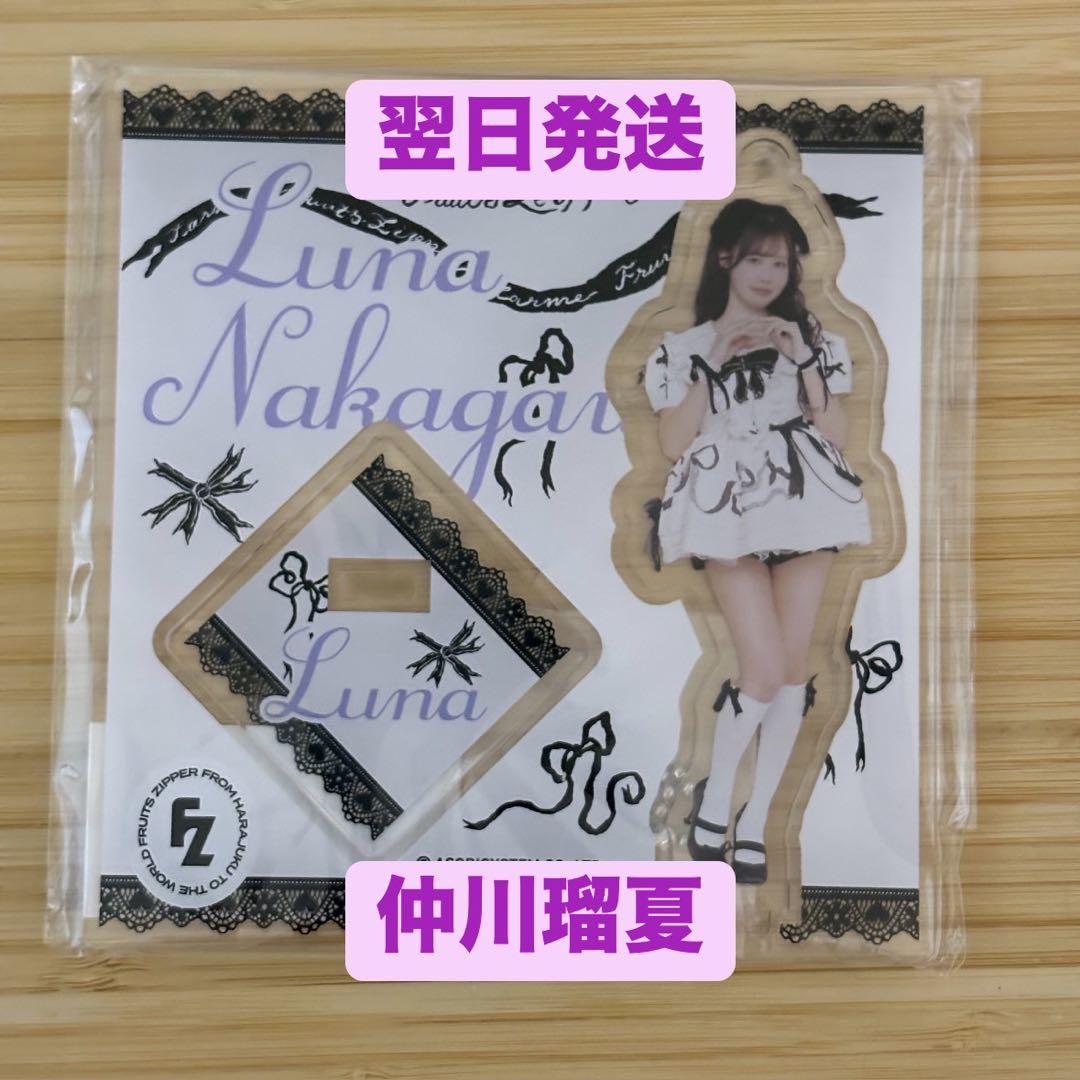 翌日発送
Luna
Nakagaw
Luna
FRUITS ZIPPER FROM HARAJUKU TO THE WORLD
FZ
仲川瑠夏